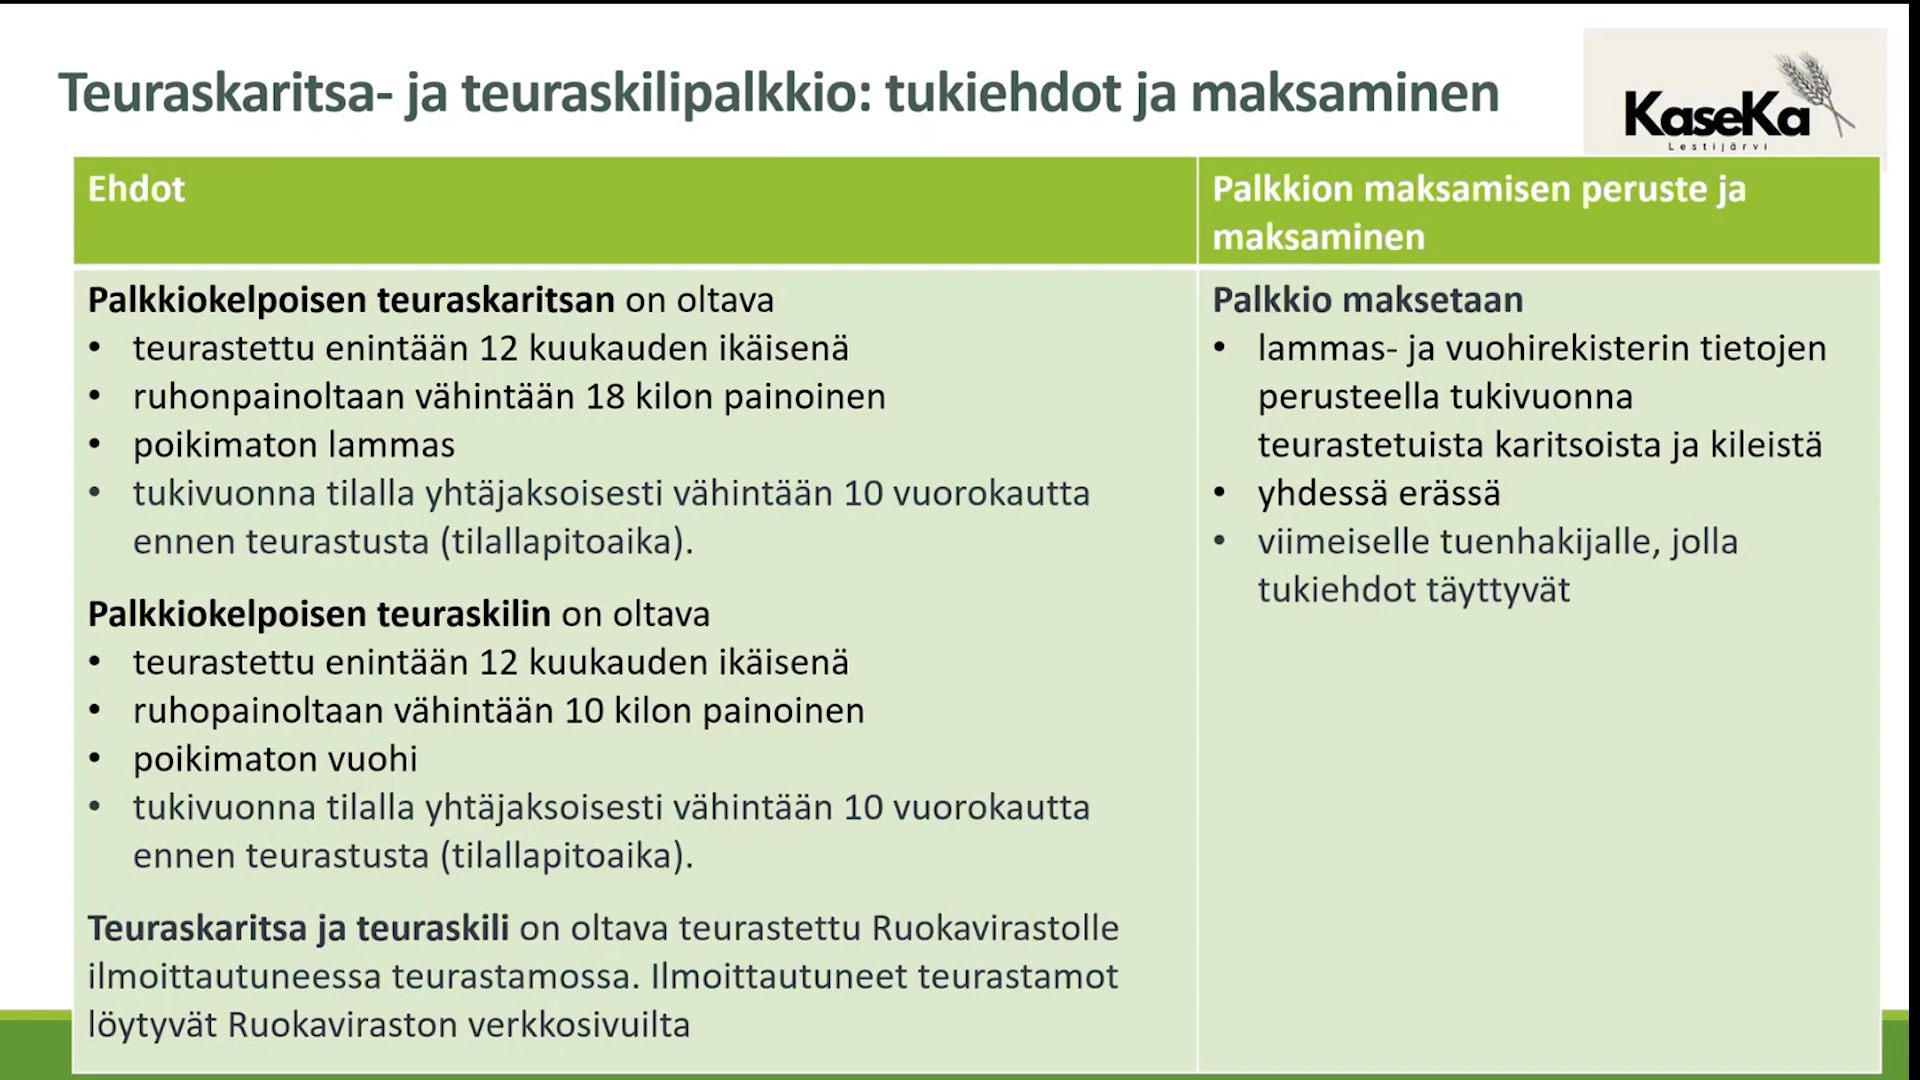 Teuraskaritsa- ja teuraskilipalkkio: tukiehdot ja maksaminen
KaseKa
Lestijärvi
Ehdot
Palkkion maksamisen peruste ja
maksaminen
Palkkiokelpoisen teuraskaritsan on oltava
• teurastettu enintään 12 kuukauden ikäisenä
• ruhonpainoltaan vähintään 18 kilon painoinen
• poikimaton lammas
• tukivuonna tilalla yhtäjaksoisesti vähintään 10 vuorokautta
ennen teurastusta (tilallapitoaika).
Palkkiokelpoisen teuraskilin on oltava
• teurastettu enintään 12 kuukauden ikäisenä
• ruhopainoltaan vähintään 10 kilon painoinen
• poikimaton vuohi
• tukivuonna tilalla yhtäjaksoisesti vähintään 10 vuorokautta
ennen teurastusta (tilallapitoaika).
Teuraskaritsa ja teuraskili on oltava teurastettu Ruokavirastolle
ilmoittautuneessa teurastamossa. Ilmoittautuneet teurastamot
löytyvät Ruokaviraston verkkosivuilta
Palkkio maksetaan
• lammas- ja vuohirekisterin tietojen
perusteella tukivuonna
teurastetuista karitsoista ja kileistä
• yhdessä erässä
• viimeiselle tuenhakijalle, jolla
tukiehdot täyttyvät